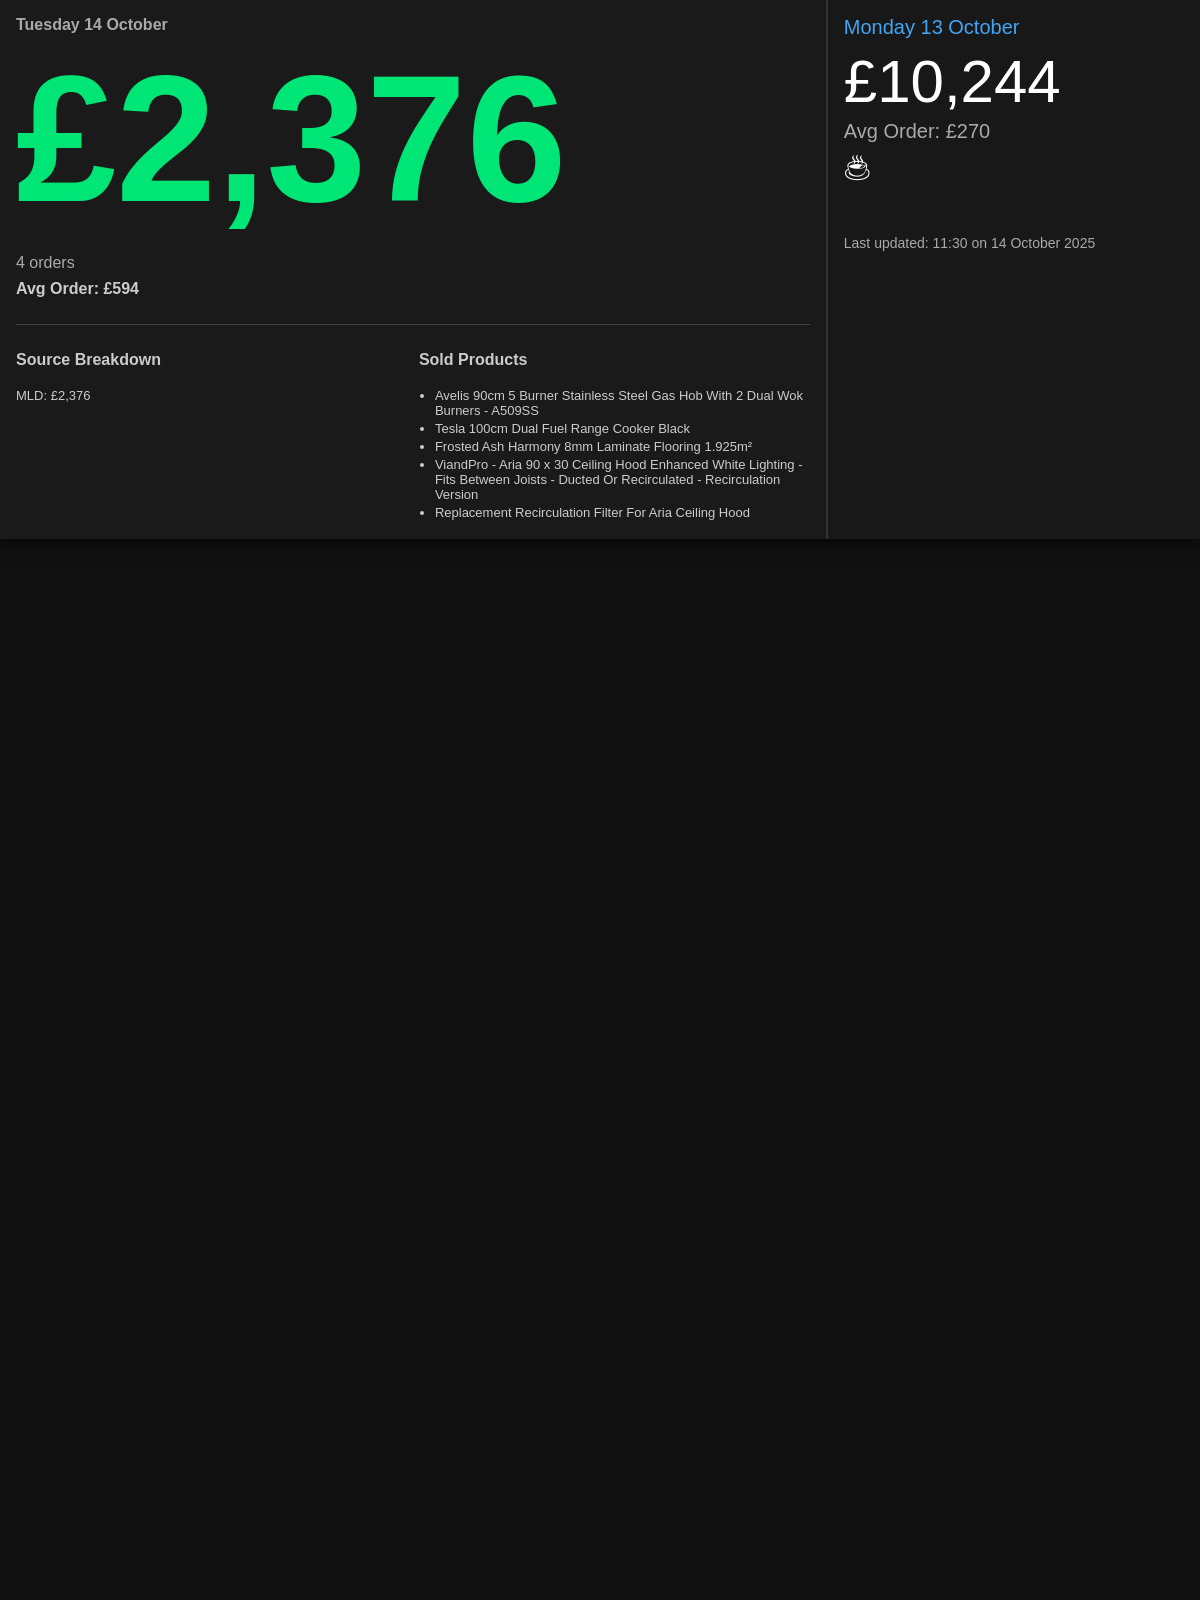 Tuesday 14 October
£2,376
4 orders
Avg Order: £594
Source Breakdown
MLD: £2,376
Sold Products
• Avelis 90cm 5 Burner Stainless Steel Gas Hob With 2 Dual Wok
Burners - A509SS
• Tesla 100cm Dual Fuel Range Cooker Black
• Frosted Ash Harmony 8mm Laminate Flooring 1.925m²
• ViandPro - Aria 90 x 30 Ceiling Hood Enhanced White Lighting -
Fits Between Joists - Ducted Or Recirculated - Recirculation
Version
• Replacement Recirculation Filter For Aria Ceiling Hood
Monday 13 October
£10,244
Avg Order: £270
☕
Last updated: 11:30 on 14 October 2025